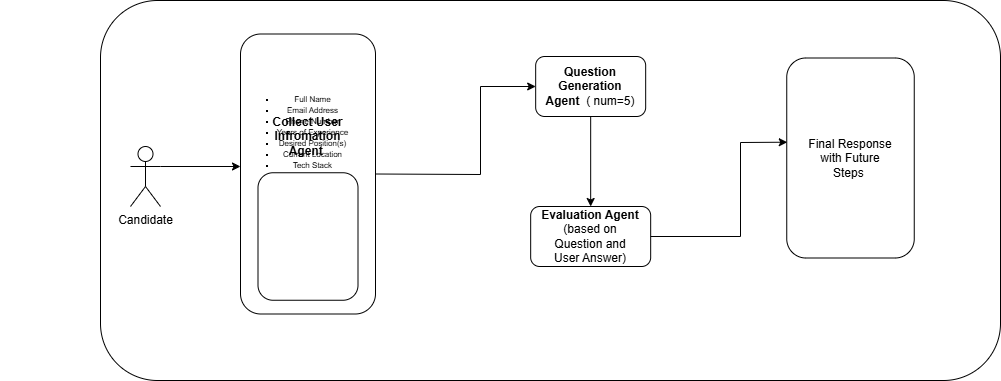 Full Name
Email Address
Collect User
Years of Experience
Infromation
Desired Position(s)
Agent
Current Location
Tech Stack
Candidate
Question
Generation
Agent ( num=5)
Evaluation Agent
(based on
Question and
User Answer)
Final Response
with Future
Steps